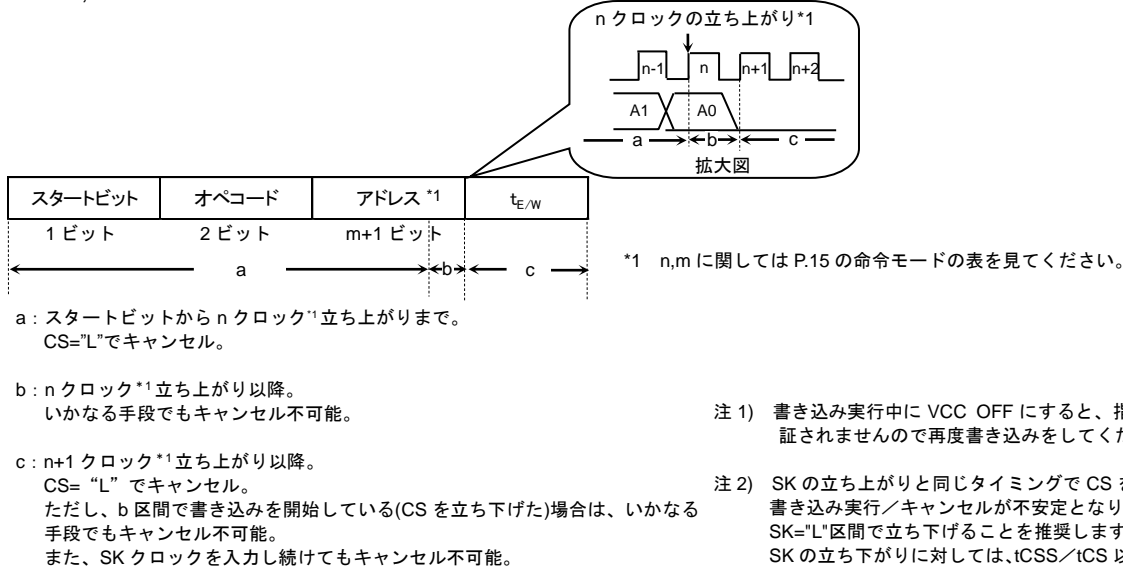 n クロックの立ち上がり*1
n-1 n n+1 n+2
A1 A0
a b c
拡大図
スタートビット オペコード アドレス *1 tE/W
1 ビット 2 ビット m+1 ビット
a b c
*1 n,m に関しては P.15 の命令モードの表を見てください。
a：スタートビットから n クロック*1 立ち上がりまで。
CS="L"でキャンセル。
b：n クロック*1 立ち上がり以降。
いかなる手段でもキャンセル不可能。
c：n+1 クロック*1 立ち上がり以降。
CS= “L” でキャンセル。
ただし、b 区間で書き込みを開始している(CS を立ち下げた)場合は、いかなる
手段でもキャンセル不可能。
また、SK クロックを入力し続けてもキャンセル不可能。
注 1) 書き込み実行中に VCC OFF にすると、
証されませんので再度書き込みをしてく
注 2) SK の立ち上がりと同じタイミングで CS
書き込み実行／キャンセルが不安定となり
SK="L"区間で立ち下げることを推奨します
SK の立ち下がりに対しては、tCSS／tCS 以